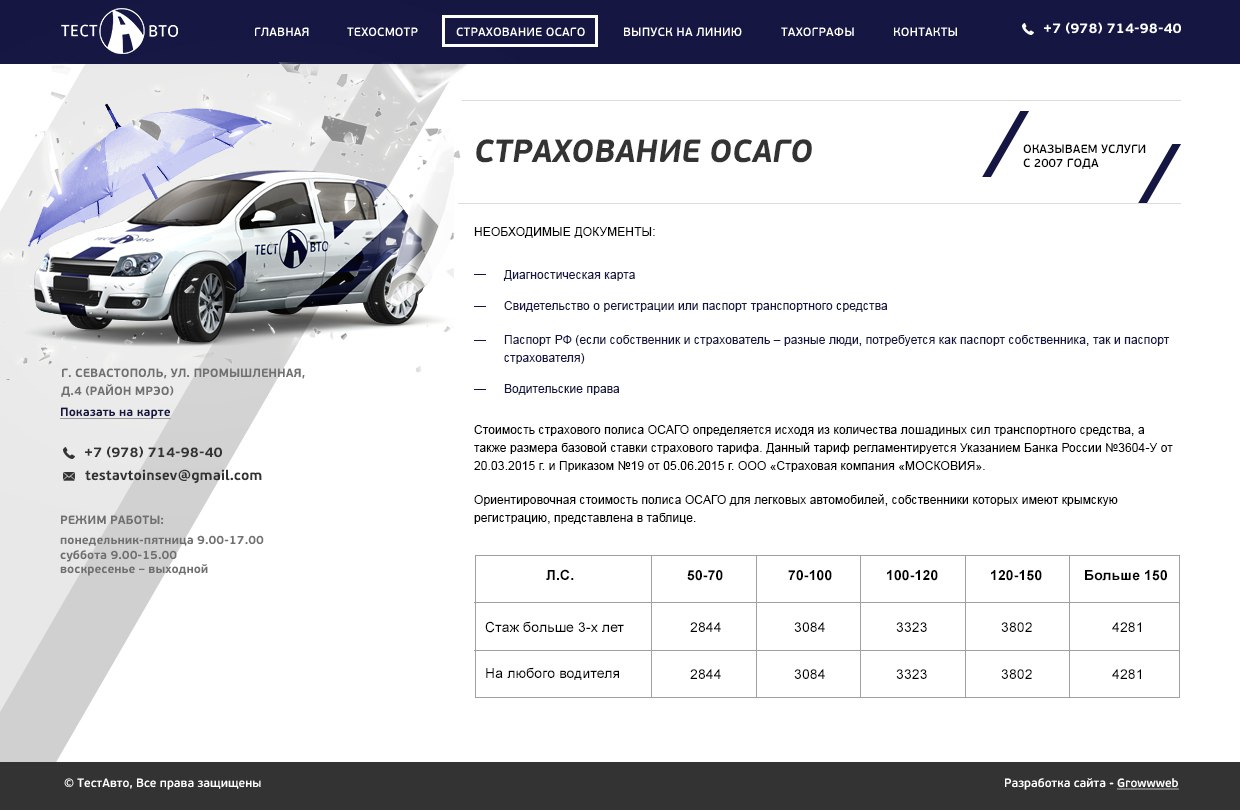 ТЕСТ АВТО
ГЛАВНАЯ
ТЕХОСМОТР
СТРАХОВАНИЕ ОСАГО
ВЫПУСК НА ЛИНИЮ
ТАХОГРАФЫ
КОНТАКТЫ
+7 (978) 714-98-40
СТРАХОВАНИЕ ОСАГО
ОКАЗЫВАЕМ УСЛУГИ
С 2007 ГОДА
ТЕСТ АВТО
ТЕСТ АВТО
Г. СЕВАСТОПОЛЬ, УЛ. ПРОМЫШЛЕННАЯ,
Д.4 (РАЙОН МРЭО)
Показать на карте
+7 (978) 714-98-40
testavtoinsev@gmail.com
РЕЖИМ РАБОТЫ:
понедельник-пятница 9.00-17.00
суббота 9.00-15.00
воскресенье – выходной
НЕОБХОДИМЫЕ ДОКУМЕНТЫ:
— Диагностическая карта
— Свидетельство о регистрации или паспорт транспортного средства
— Паспорт РФ (если собственник и страхователь – разные люди, потребуется как паспорт собственника, так и паспорт
страхователя)
— Водительские права
Стоимость страхового полиса ОСАГО определяется исходя из количества лошадиных сил транспортного средства, а
также размера базовой ставки страхового тарифа. Данный тариф регламентируется Указанием Банка России №3604-У от
20.03.2015 г. и Приказом №19 от 05.06.2015 г. ООО «Страховая компания «МОСКОВИЯ».
Ориентировочная стоимость полиса ОСАГО для легковых автомобилей, собственники которых имеют крымскую
регистрацию, представлена в таблице.
Л.С. 50-70 70-100 100-120 120-150 Больше 150
Стаж больше 3-х лет 2844 3084 3323 3802 4281
На любого водителя 2844 3084 3323 3802 4281
© ТестАвто, Все права защищены
Разработка сайта - Growwweb